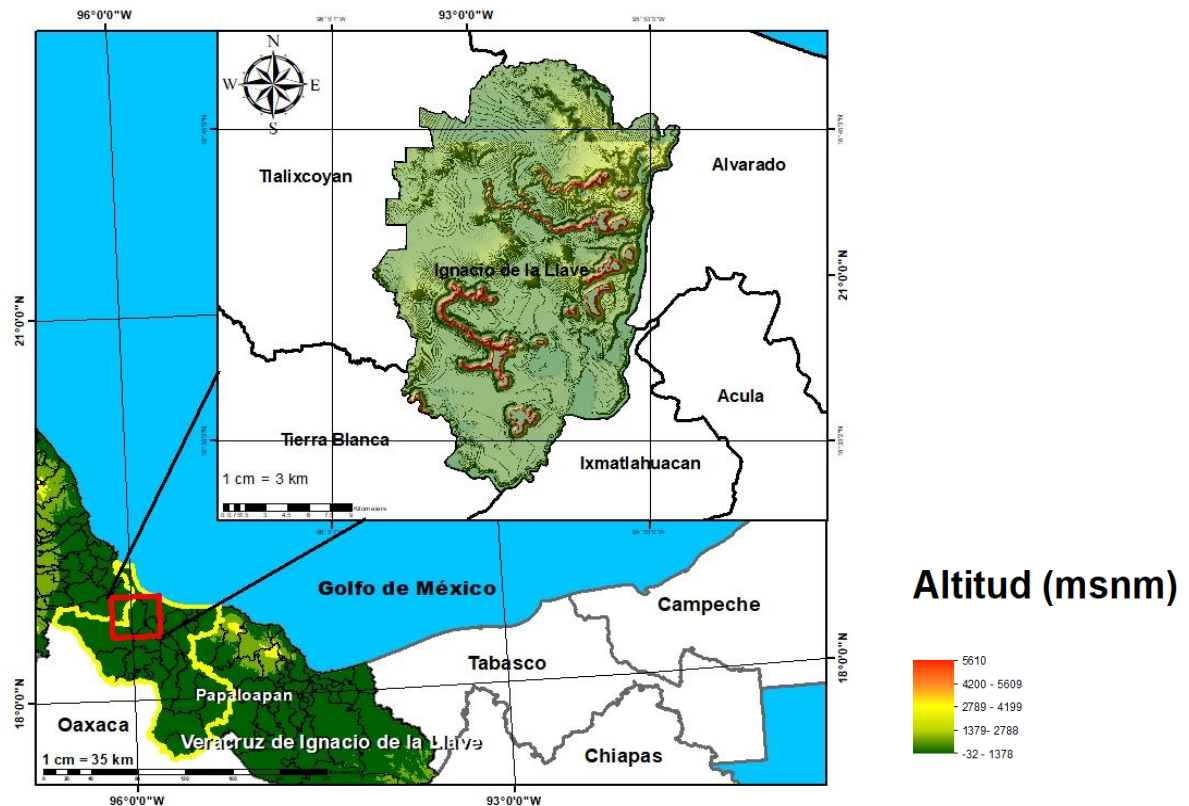 96°0'0"W
93°0'0"W
N
W
E
S
Tlalixcoyan
Alvarado
Ignacio de la Llave
21°0'0"N
21°0'0"N
Acula
Tierra Blanca
Ixmatlahuacan
1 cm = 3 km
Kilometers
Golfo de México
Campeche
Tabasco
18°0'0"N
18°0'0"N
Papaloapan
Oaxaca
Veracruz de Ignacio de la Llave
Chiapas
1 cm = 35 km
96°0'0"W
93°0'0"W
Altitud (msnm)
5610
4200 - 5609
2789 - 4199
1379- 2788
-32 - 1378